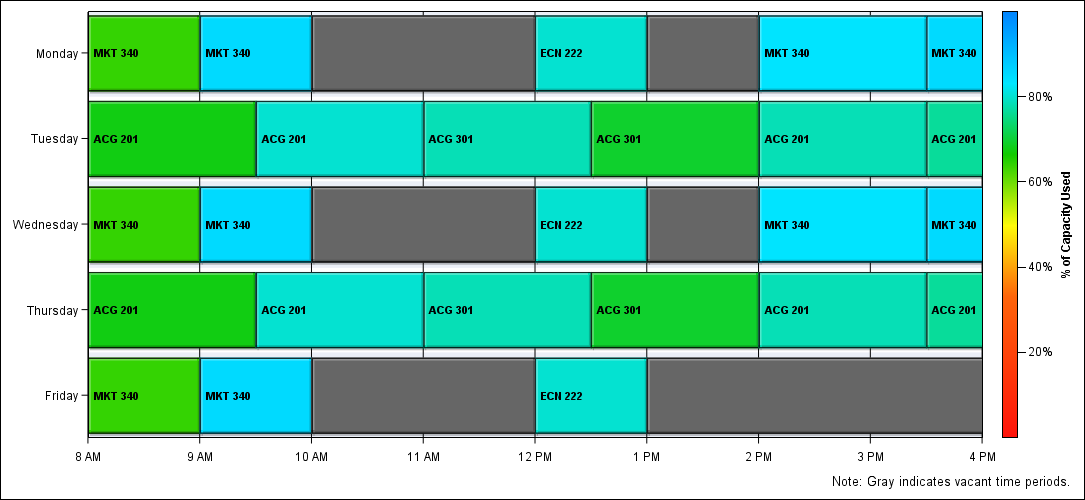 Monday
MKT 340 MKT 340 ECN 222 MKT 340 MKT 340
Tuesday
ACG 201 ACG 201 ACG 301 ACG 301 ACG 201 ACG 201
Wednesday
MKT 340 MKT 340 ECN 222 MKT 340 MKT 340
Thursday
ACG 201 ACG 201 ACG 301 ACG 301 ACG 201 ACG 201
Friday
MKT 340 MKT 340 ECN 222
8 AM 9 AM 10 AM 11 AM 12 PM 1 PM 2 PM 3 PM 4 PM
80%
60%
40%
20%
% of Capacity Used
Note: Gray indicates vacant time periods.